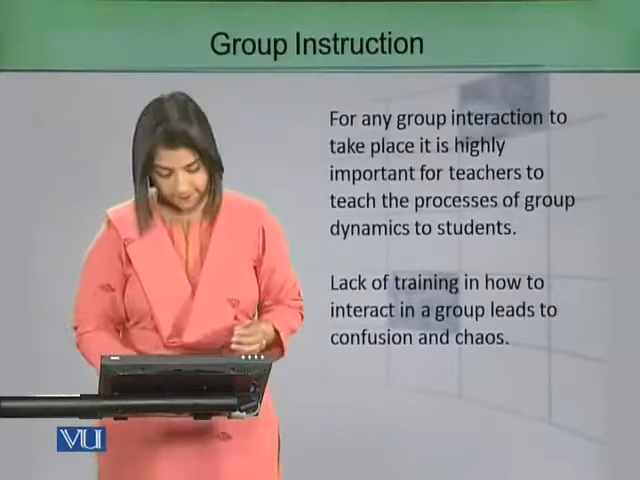 Group Instruction
For any group interaction to
take place it is highly
important for teachers to
teach the processes of group
dynamics to students.
Lack of training in how to
interact in a group leads to
confusion and chaos.
VU